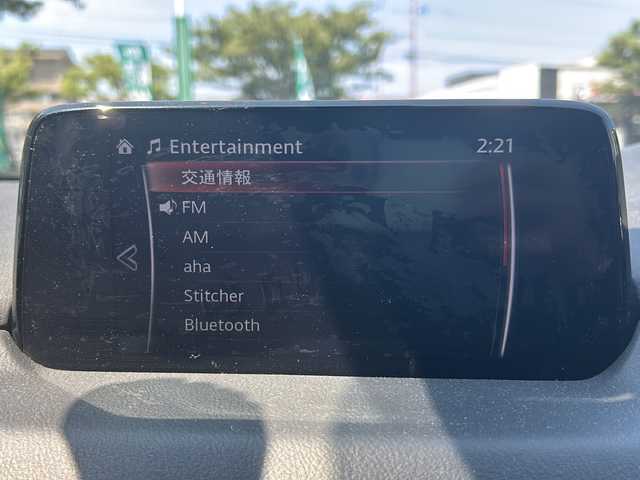 Entertainment 2:21
交通情報
FM
AM
aha
Stitcher
Bluetooth